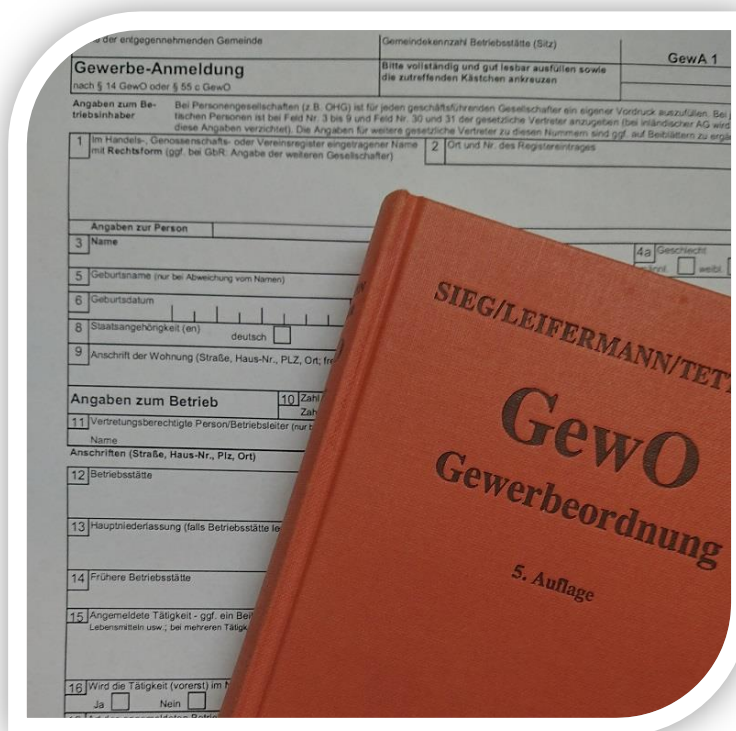 der entgegennehmenden Gemeinde
Gemeindekennzahl Betriebsstätte (Sitz)
GewA 1
Gewerbe-Anmeldung
nach § 14 GewO oder § 55 c GewO
Bitte vollständig und gut lesbar ausfüllen sowie
die zutreffenden Kästchen ankreuzen
Angaben zum Be-
triebsinhaber
Bei Personengesellschaften (z.B. OHG) ist für jeden geschäftsführenden Gesellschafter ein eigener Vordruck auszufüllen. Bei
tischen Personen ist bei Feld Nr. 3 bis 9 und Feld Nr. 30 und 31 der gesetzliche Vertreter anzugeben (bei inländischer AG wird
diese Angaben verzichtet). Die Angaben für weitere gesetzliche Vertreter zu diesen Nummern sind ggf. auf Beiblättern zu
1 Im Handels-, Genossenschafts- oder Vereinsregister eingetragener Name
mit Rechtsform (ggf. bei GbR: Angabe der weiteren Gesellschafter)
2 Ort und Nr. des Registereintrages
Angaben zur Person
3 Name
4a Geschlecht
weibl.
5 Geburtsname (nur bei Abweichung vom Namen)
6 Geburtsdatum
8 Staatsangehörigkeit (en)
deutsch
9 Anschrift der Wohnung (Straße, Haus-Nr., PLZ, Ort;
Angaben zum Betrieb
10 Zahl
Zah
11 Vertretungsberechtigte Person/Betriebsleiter (nur
Name
Anschriften (Straße, Haus-Nr., Plz, Ort)
12 Betriebsstätte
13 Hauptniederlassung (falls Betriebsstätte
14 Frühere Betriebsstätte
15 Angemeldete Tätigkeit - ggf. ein
Lebensmitteln usw.; bei mehreren
16 Wird die Tätigkeit (vorerst) im
Ja Nein
SIEG/LEIFERMANN/TETT
GewO
Gewerbeordnung
5. Auflage